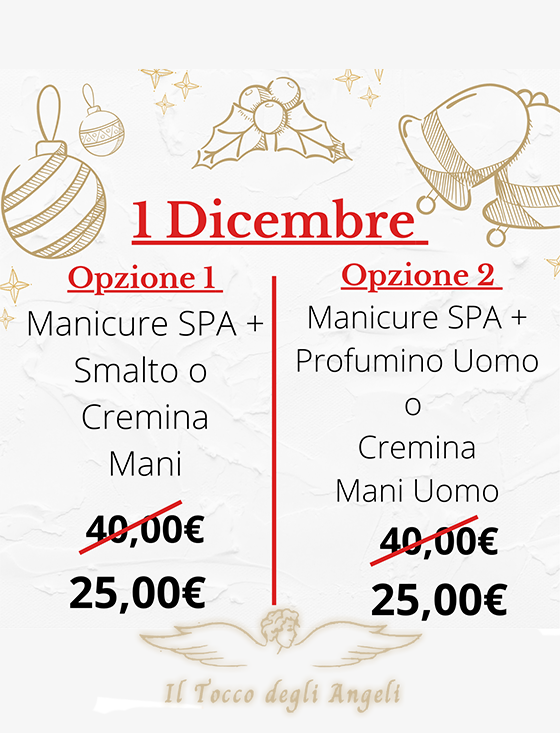 1 Dicembre
Opzione 1
Manicure SPA +
Smalto o
Cremina
Mani
40,00€
25,00€
Opzione 2
Manicure SPA +
Profumino Uomo
o
Cremina
Mani Uomo
40,00€
25,00€
Il Tocco degli Angeli